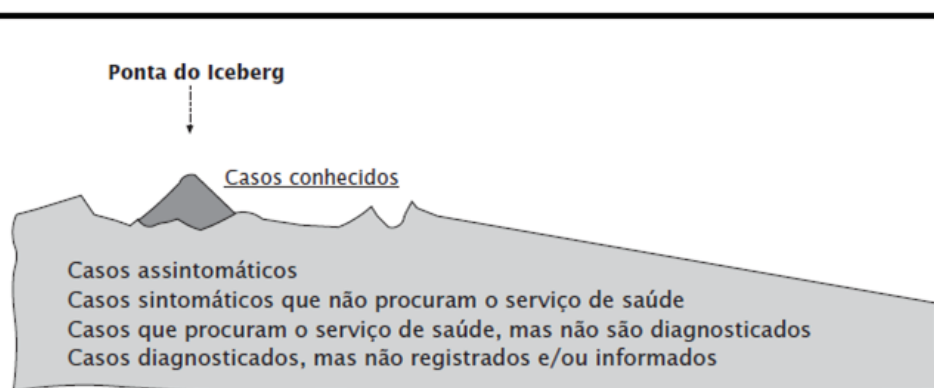 Ponta do Iceberg
Casos conhecidos
Casos assintomáticos
Casos sintomáticos que não procuram o serviço de saúde
Casos que procuram o serviço de saúde, mas não são diagnosticados
Casos diagnosticados, mas não registrados e/ou informados